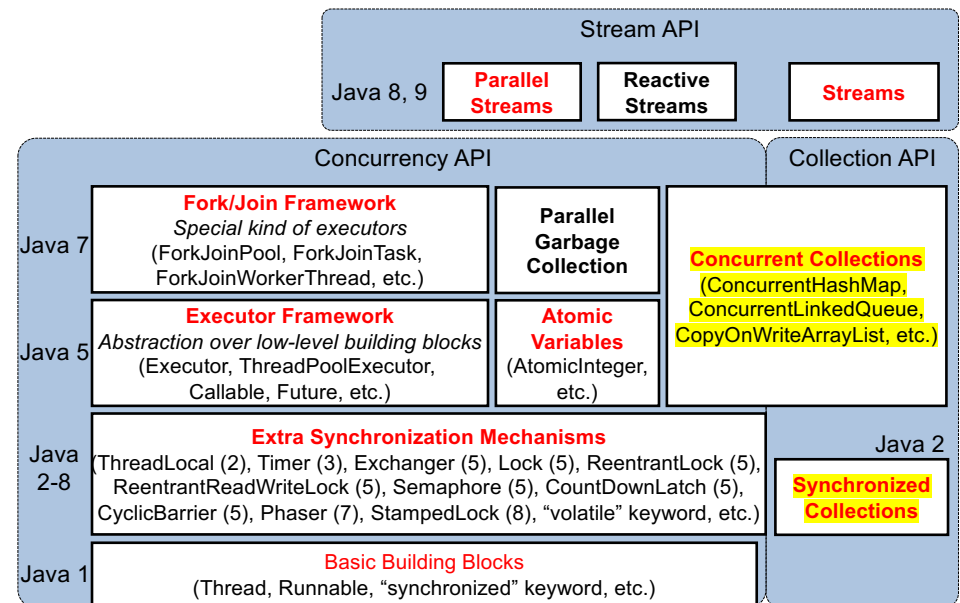 Stream API
Java 8, 9
Parallel
Streams
Reactive
Streams
Streams
Concurrency API
Collection API
Java 7
Fork/Join Framework
Special kind of executors
(ForkJoinPool, ForkJoinTask,
ForkJoinWorkerThread, etc.)
Parallel
Garbage
Collection
Concurrent Collections
(ConcurrentHashMap,
ConcurrentLinkedQueue,
CopyOnWriteArrayList, etc.)
Java 5
Executor Framework
Abstraction over low-level building blocks
(Executor, ThreadPoolExecutor,
Callable, Future, etc.)
Atomic
Variables
(AtomicInteger,
etc.)
Java
2-8
Extra Synchronization Mechanisms
(ThreadLocal (2), Timer (3), Exchanger (5), Lock (5), ReentrantLock (5),
ReentrantReadWriteLock (5), Semaphore (5), CountDownLatch (5),
CyclicBarrier (5), Phaser (7), StampedLock (8), “volatile” keyword, etc.)
Java 2
Synchronized
Collections
Java 1
Basic Building Blocks
(Thread, Runnable, “synchronized” keyword, etc.)